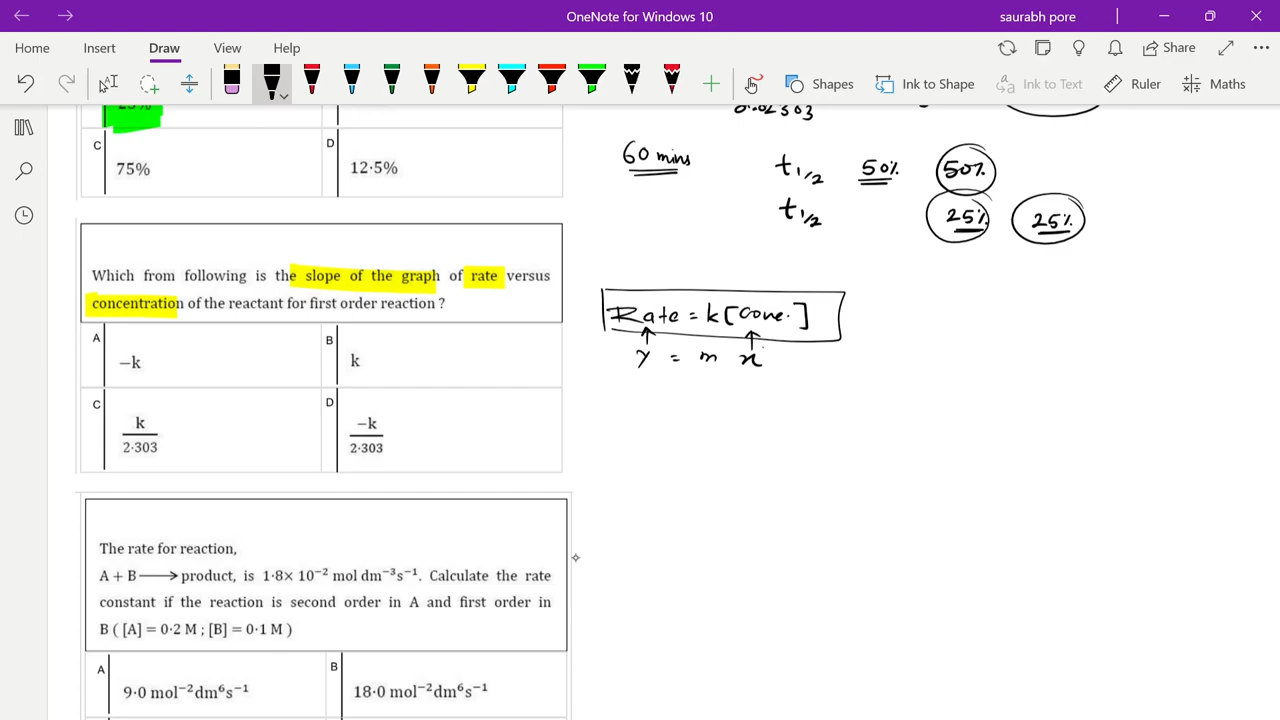 OneNote for Windows 10
saurabh pore
Home Insert Draw View Help
Share
Shapes
Ink to Shape
Ink to Text
Ruler
Maths
25%
0.02303
C
75%
D
12·5%
60 mins
t1/2 50% 50%
t1/2 25% 25%
Which from following is the slope of the graph of rate versus
concentration of the reactant for first order reaction ?
A
−k
B
k
C
k
2·303
D
−k
2·303
Rate = k [conc.]
y = m x
The rate for reaction,
A + B ⟶ product, is 1·8× 10⁻² mol dm⁻³s⁻¹. Calculate the rate
constant if the reaction is second order in A and first order in
B ( [A] = 0·2 M ; [B] = 0·1 M )
A
9·0 mol⁻²dm⁶s⁻¹
B
18·0 mol⁻²dm⁶s⁻¹